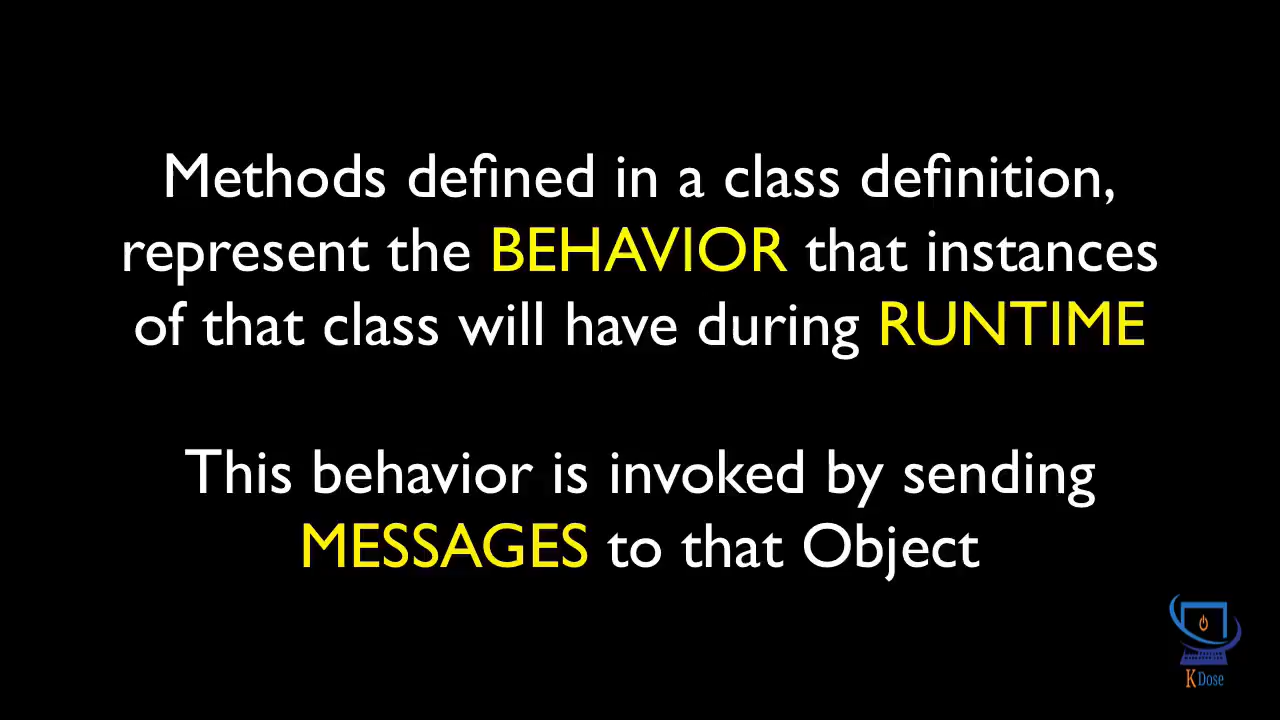 Methods defined in a class definition,
represent the BEHAVIOR that instances
of that class will have during RUNTIME
This behavior is invoked by sending
MESSAGES to that Object
K Dose